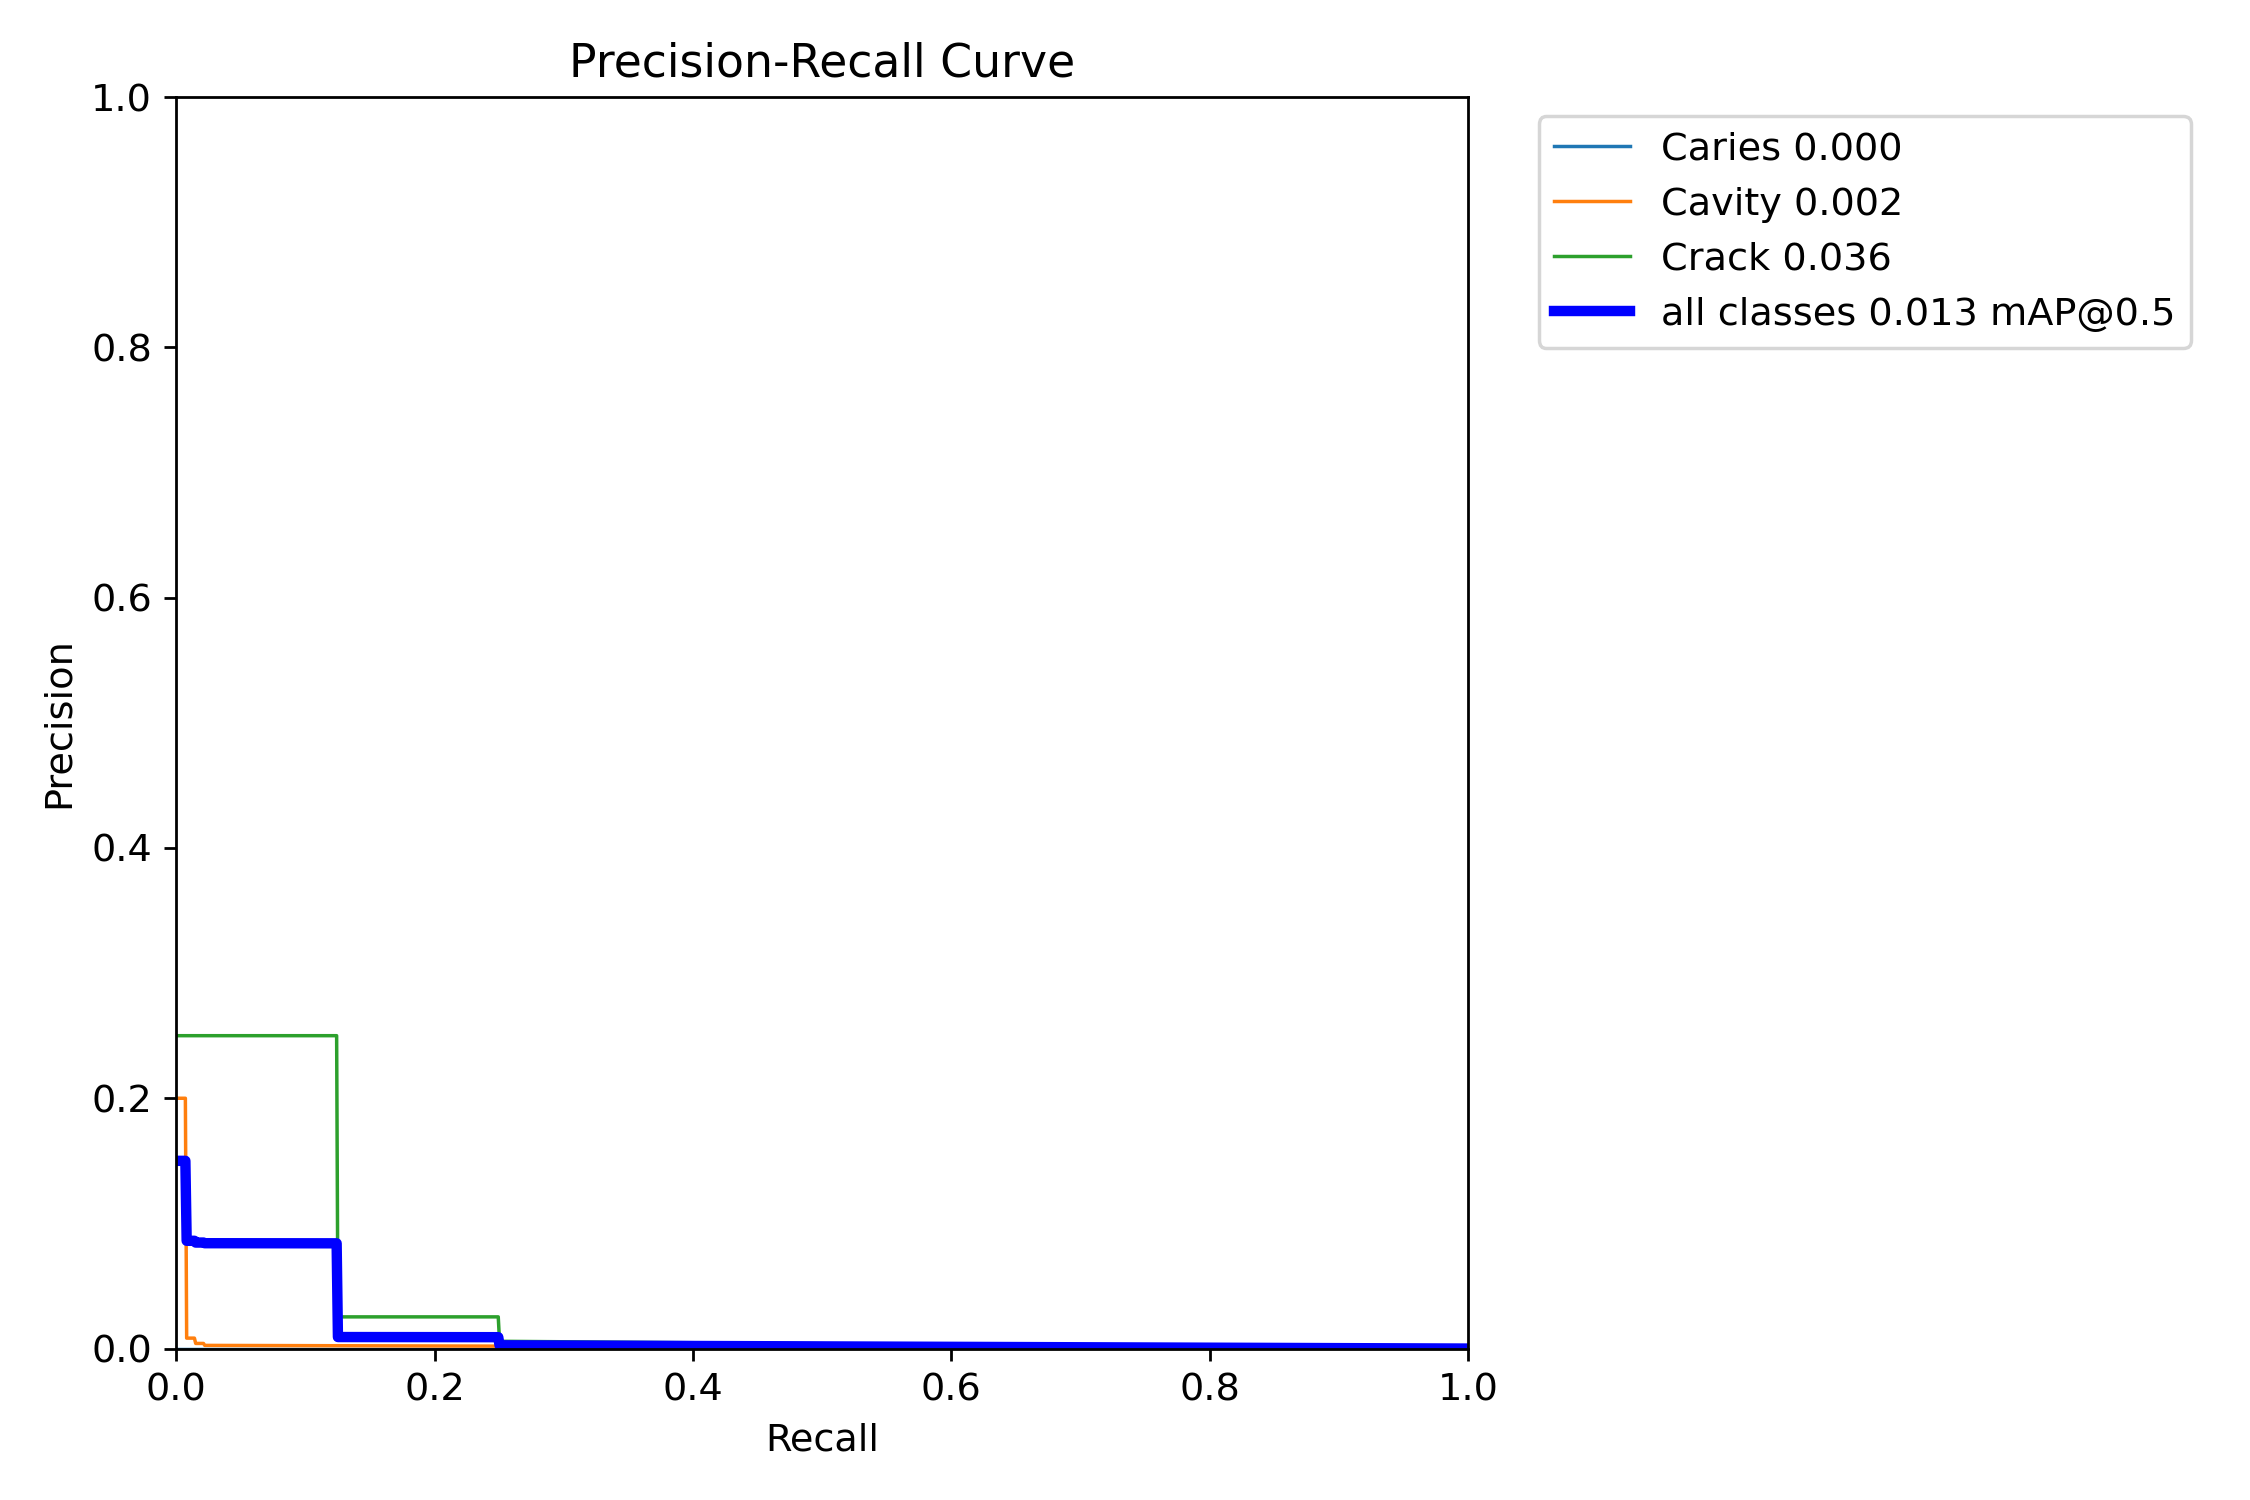 Precision-Recall Curve
1.0
0.8
0.6
0.4
0.2
0.0
Precision
0.0 0.2 0.4 0.6 0.8 1.0
Recall
Caries 0.000
Cavity 0.002
Crack 0.036
all classes 0.013 mAP@0.5